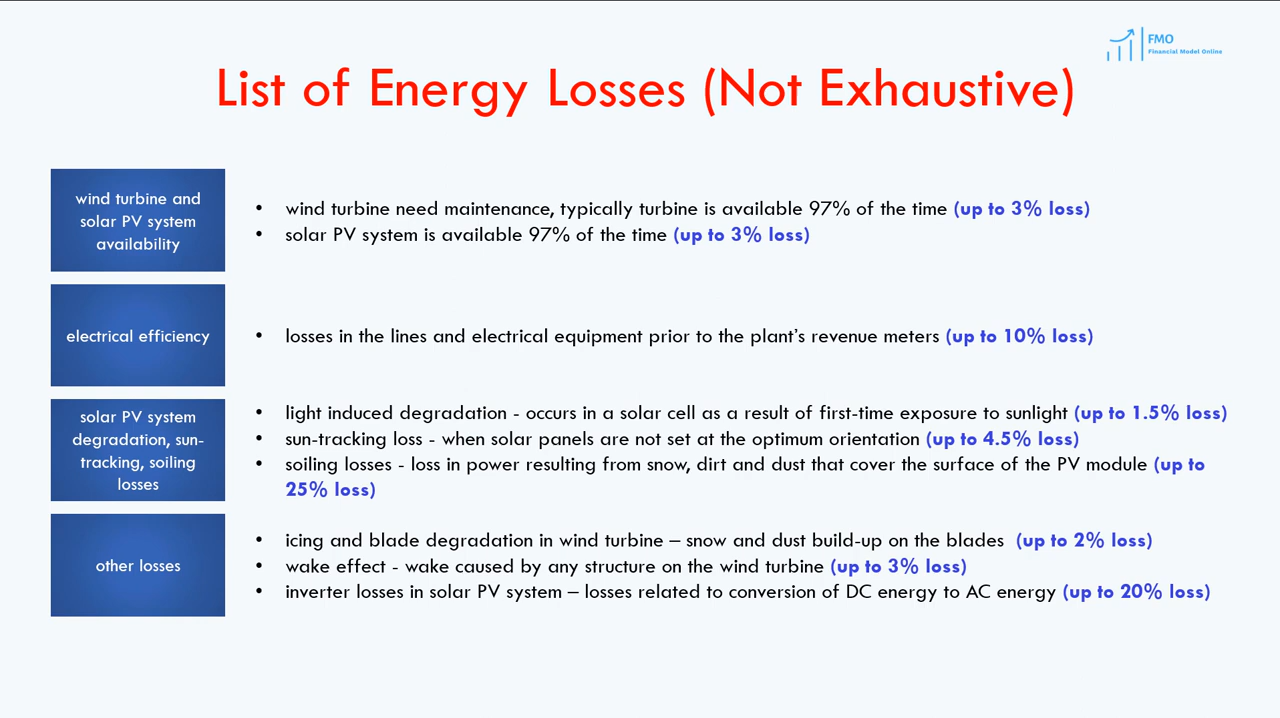 FMO
Financial Model Online
List of Energy Losses (Not Exhaustive)
wind turbine and
solar PV system
availability
• wind turbine need maintenance, typically turbine is available 97% of the time (up to 3% loss)
• solar PV system is available 97% of the time (up to 3% loss)
electrical efficiency
• losses in the lines and electrical equipment prior to the plant’s revenue meters (up to 10% loss)
solar PV system
degradation, sun-
tracking, soiling
losses
• light induced degradation - occurs in a solar cell as a result of first-time exposure to sunlight (up to 1.5% loss)
• sun-tracking loss - when solar panels are not set at the optimum orientation (up to 4.5% loss)
• soiling losses - loss in power resulting from snow, dirt and dust that cover the surface of the PV module (up to
25% loss)
other losses
• icing and blade degradation in wind turbine – snow and dust build-up on the blades (up to 2% loss)
• wake effect - wake caused by any structure on the wind turbine (up to 3% loss)
• inverter losses in solar PV system – losses related to conversion of DC energy to AC energy (up to 20% loss)